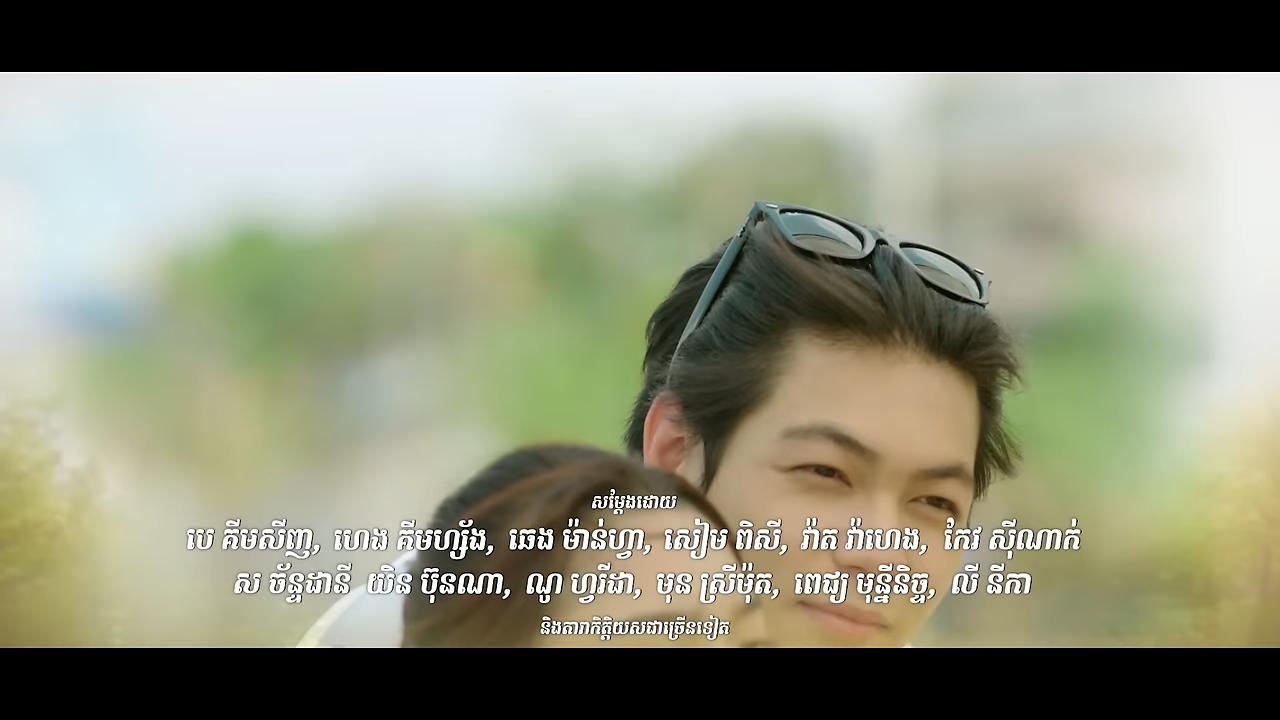 សម្ដែងដោយ
បេ គីមសីញ, ហេង គីមហ្ស័ង, ឆេង ម៉ាន់ហ្វា, សៀម ពិសី, រ៉ាត រ៉ាហេង, កែវ ស៊ីណាក់
ស ច័ន្ទដានី យិន ប៊ុនណា, ណូ ហ្វរីដា, មុន ស្រីម៉ុត, ពេជ្យ មុន្នីនិច្ឆ, លី នីកា
និងតារាកិត្តិយសជាច្រើនទៀត